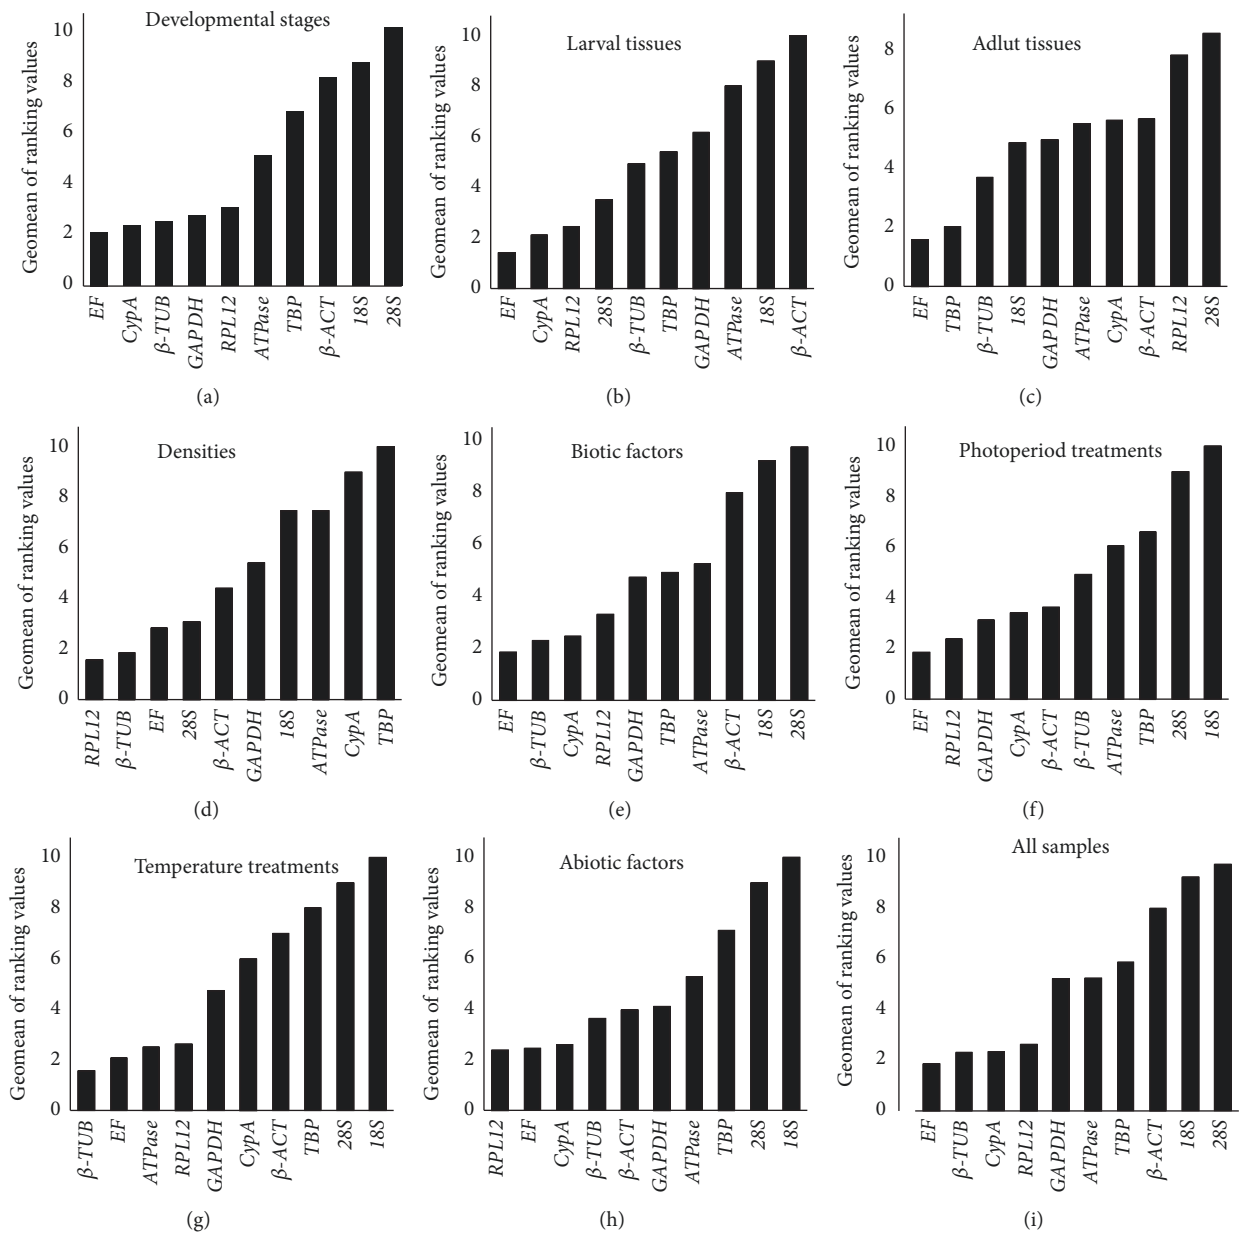 Developmental stages
Geomean of ranking values
10
8
6
4
2
0
EF
CypA
β-TUB
GAPDH
RPL12
ATPase
TBP
β-ACT
18S
28S
(a)
Larval tissues
Geomean of ranking values
10
8
6
4
2
0
EF
CypA
RPL12
28S
β-TUB
TBP
GAPDH
ATPase
18S
β-ACT
(b)
Adlut tissues
Geomean of ranking values
8
6
4
2
0
EF
TBP
β-TUB
18S
GAPDH
ATPase
CypA
β-ACT
RPL12
28S
(c)
Densities
Geomean of ranking values
10
8
6
4
2
0
RPL12
β-TUB
EF
28S
β-ACT
GAPDH
18S
ATPase
CypA
TBP
(d)
Biotic factors
Geomean of ranking values
10
8
6
4
2
0
EF
β-TUB
CypA
RPL12
GAPDH
TBP
ATPase
β-ACT
18S
28S
(e)
Photoperiod treatments
Geomean of ranking values
10
8
6
4
2
0
EF
RPL12
GAPDH
CypA
β-ACT
β-TUB
ATPase
TBP
28S
18S
(f)
Temperature treatments
Geomean of ranking values
10
8
6
4
2
0
β-TUB
EF
ATPase
RPL12
GAPDH
CypA
β-ACT
TBP
28S
18S
(g)
Abiotic factors
Geomean of ranking values
10
8
6
4
2
0
RPL12
EF
CypA
β-TUB
β-ACT
GAPDH
ATPase
TBP
28S
18S
(h)
All samples
Geomean of ranking values
10
8
6
4
2
0
EF
β-TUB
CypA
RPL12
GAPDH
ATPase
TBP
β-ACT
18S
28S
(i)